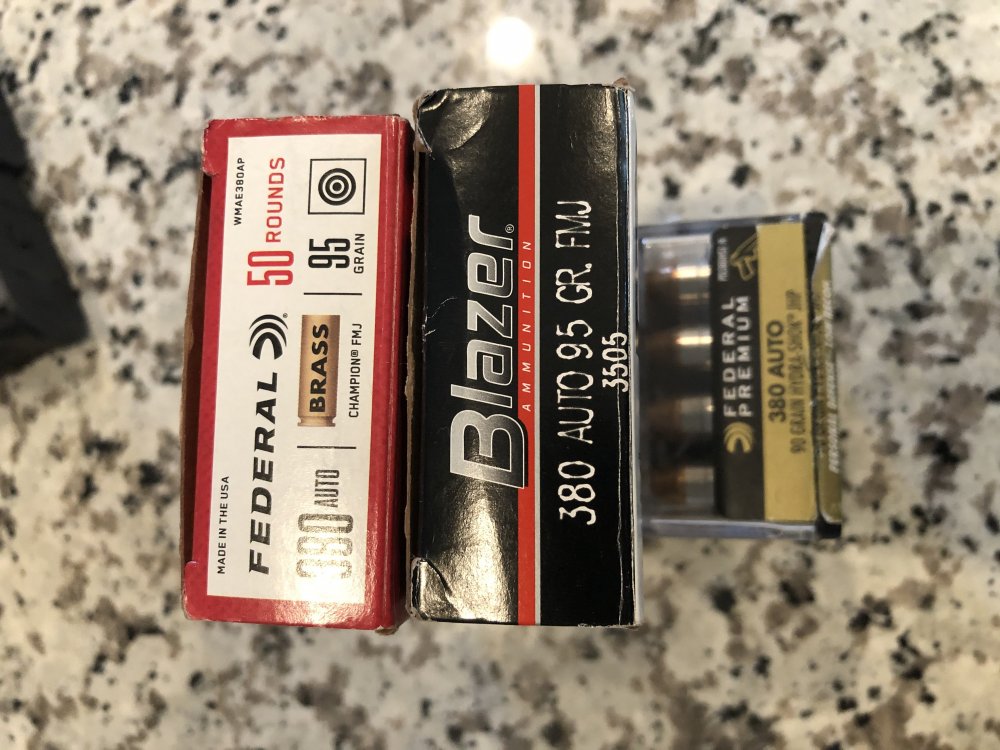 MADE IN THE USA
WMAE380AP
FEDERAL ®
50 ROUNDS
380 AUTO
BRASS
CHAMPION® FMJ
95 GRAIN
Blazer®
AMMUNITION
380 AUTO 95 GR. FMJ
3505
FEDERAL
PREMIUM
380 AUTO
90 GRAIN HYDRA-SHOK™ JHP